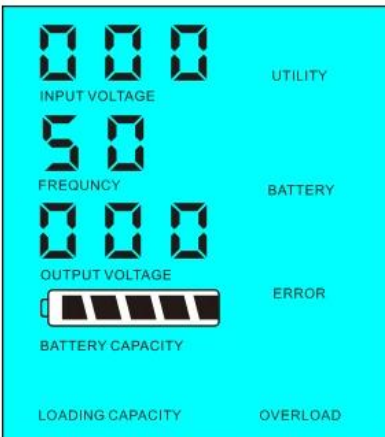 000
UTILITY
INPUT VOLTAGE
50
FREQUNCY
BATTERY
000
OUTPUT VOLTAGE
ERROR
BATTERY CAPACITY
LOADING CAPACITY
OVERLOAD